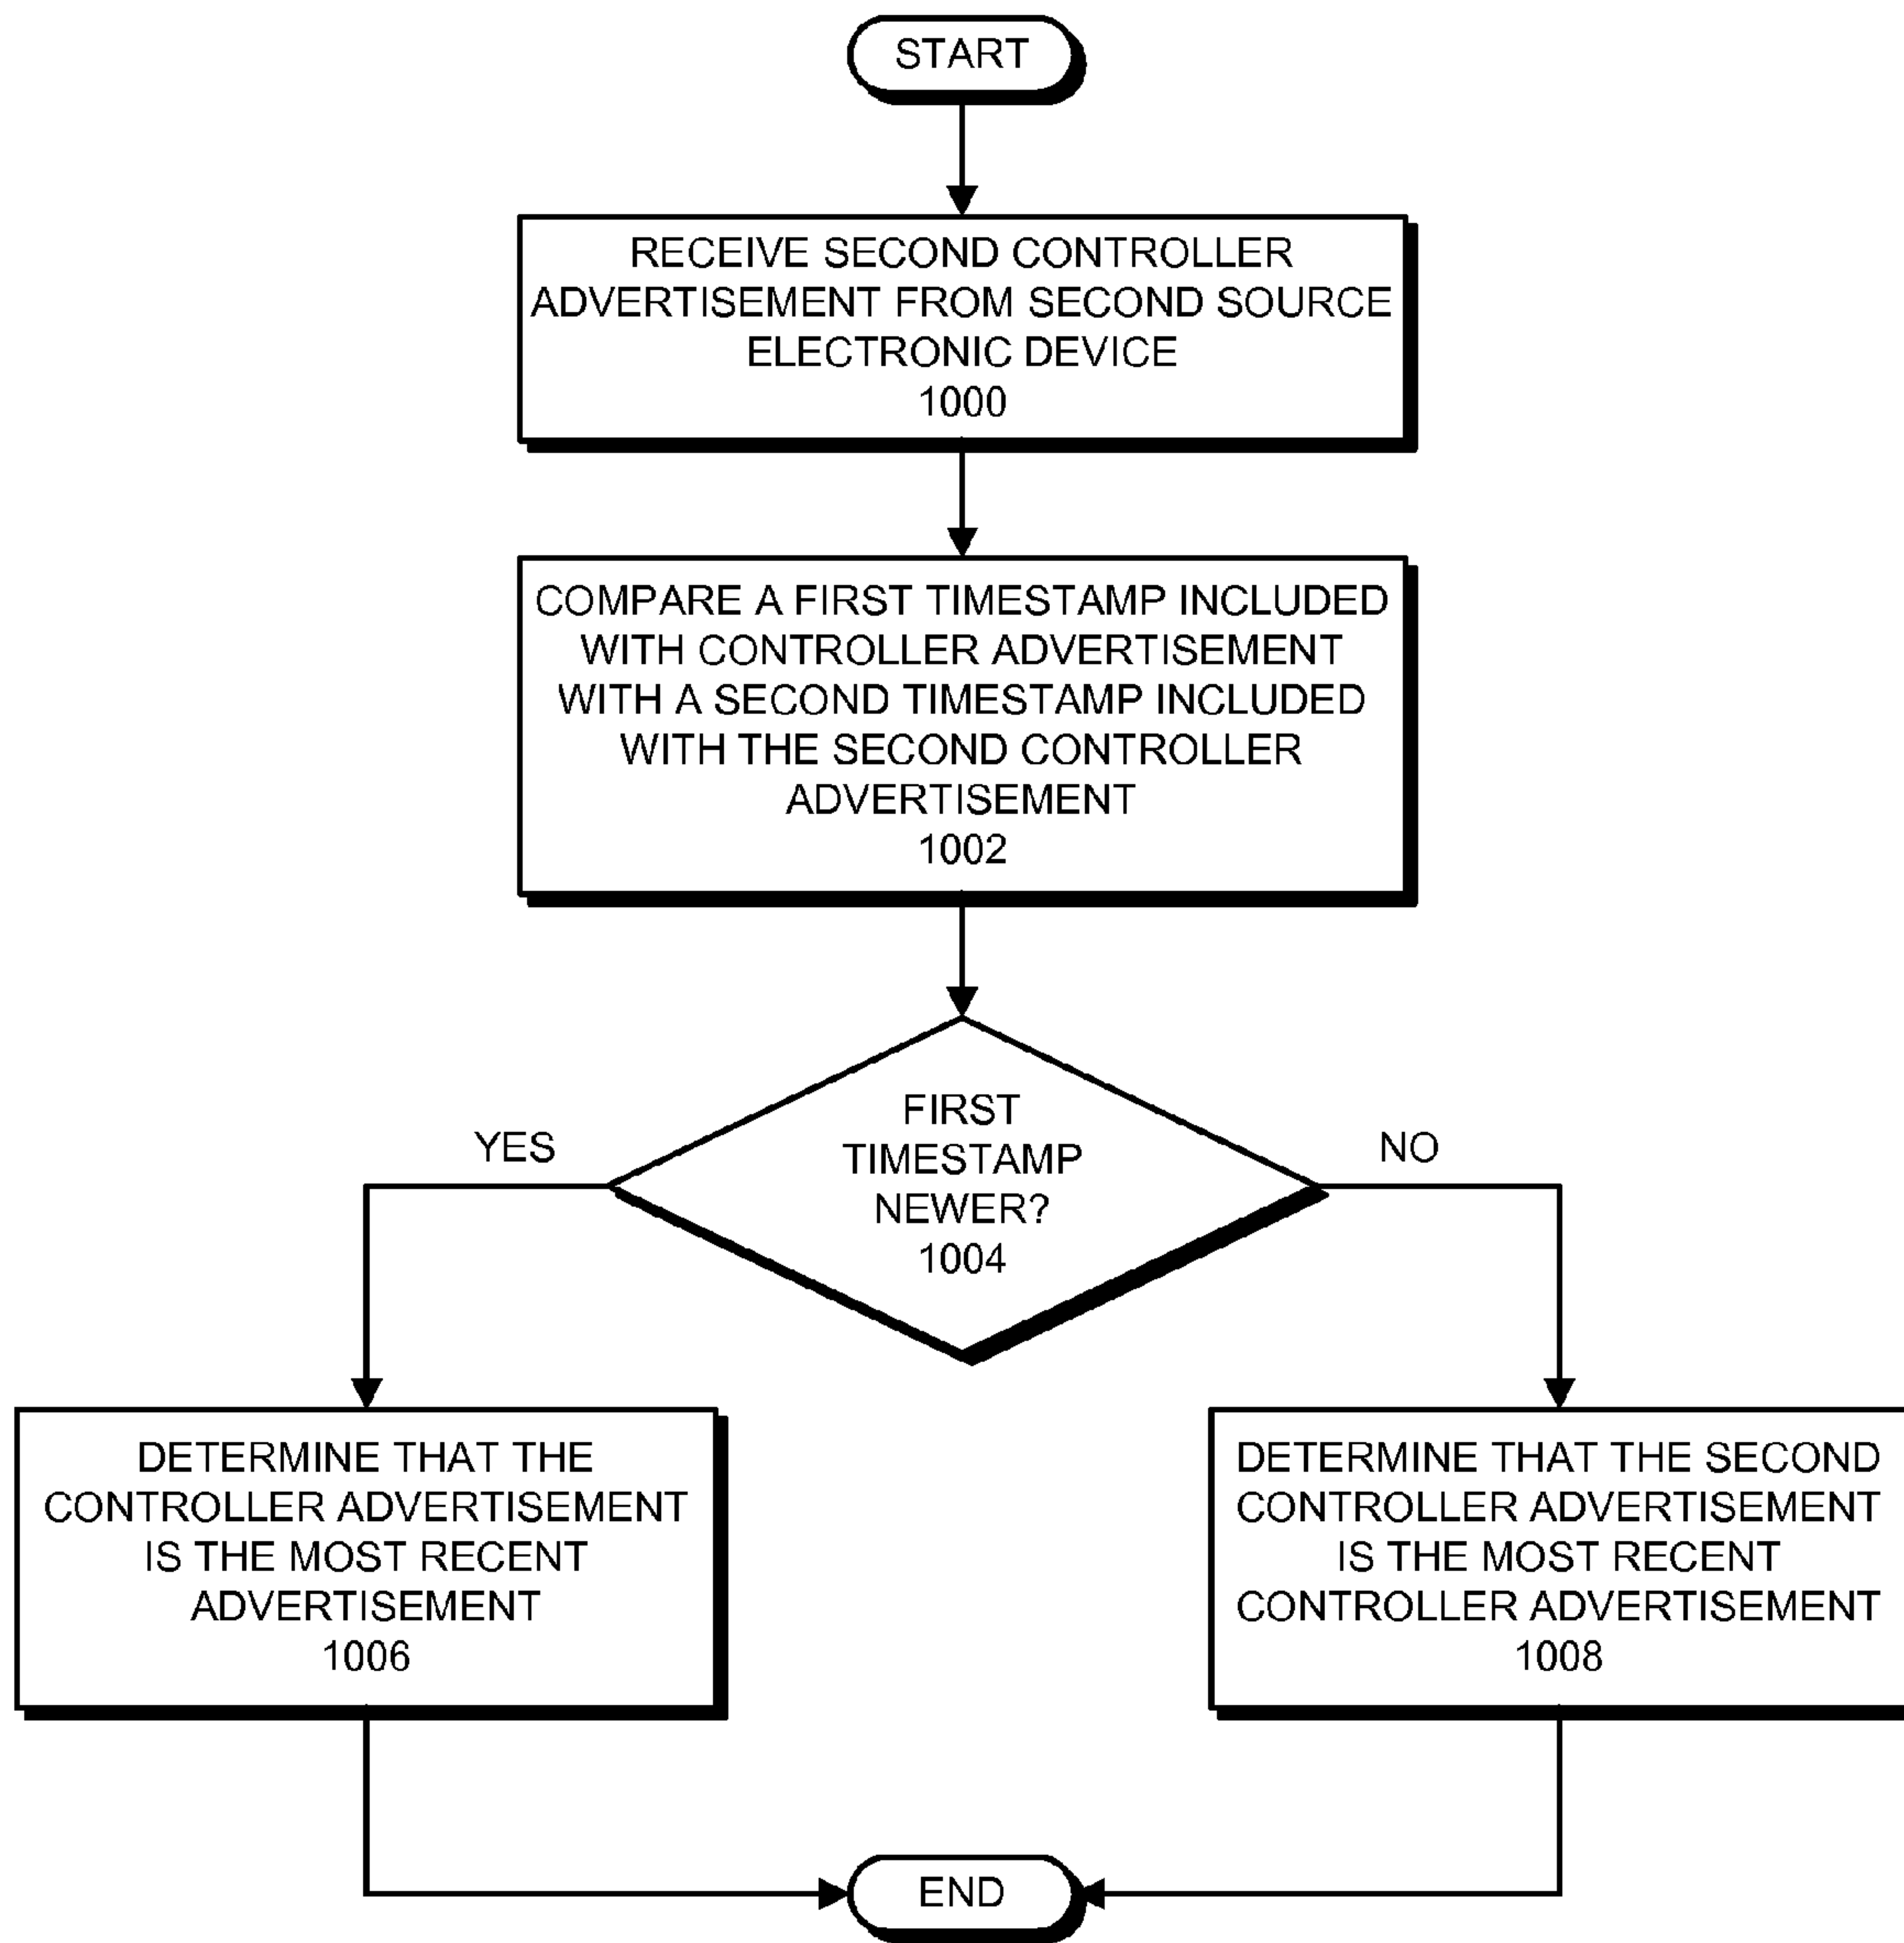 START
RECEIVE SECOND CONTROLLER
ADVERTISEMENT FROM SECOND SOURCE
ELECTRONIC DEVICE
1000
COMPARE A FIRST TIMESTAMP INCLUDED
WITH CONTROLLER ADVERTISEMENT
WITH A SECOND TIMESTAMP INCLUDED
WITH THE SECOND CONTROLLER
ADVERTISEMENT
1002
FIRST
TIMESTAMP
NEWER?
1004
YES
NO
DETERMINE THAT THE
CONTROLLER ADVERTISEMENT
IS THE MOST RECENT
ADVERTISEMENT
1006
DETERMINE THAT THE SECOND
CONTROLLER ADVERTISEMENT
IS THE MOST RECENT
CONTROLLER ADVERTISEMENT
1008
END